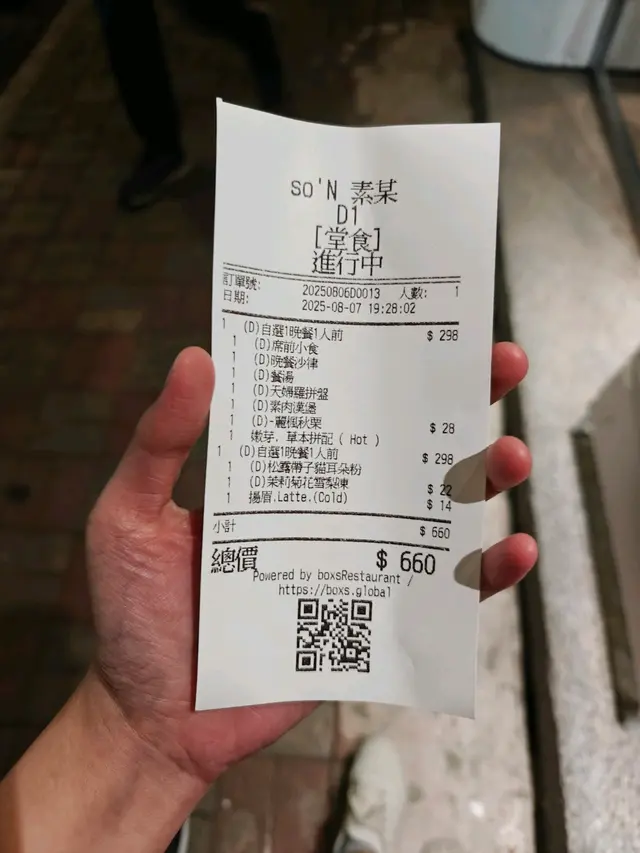 so'N 素某
D1
[堂食]
進行中
訂單號: 20250806D0013 人數: 1
日期: 2025-08-07 19:28:02
1 (D)自選1晚餐1人前 $ 298
1 (D)席前小食
1 (D)晚餐沙律
1 (D)餐湯
1 (D)天婦羅拼盤
1 (D)素肉漢堡
1 (D)-麗楓秋栗 $ 28
1 嫩芽. 草本拼配 ( Hot )
1 (D)自選1晚餐1人前 $ 298
1 (D)松露帶子貓耳朵粉
1 (D)茉莉菊花雪梨凍 $ 22
1 揚眉.Latte.(Cold) $ 14
小計 $ 660
總價 $ 660
Powered by boxsRestaurant /
https://boxs.global